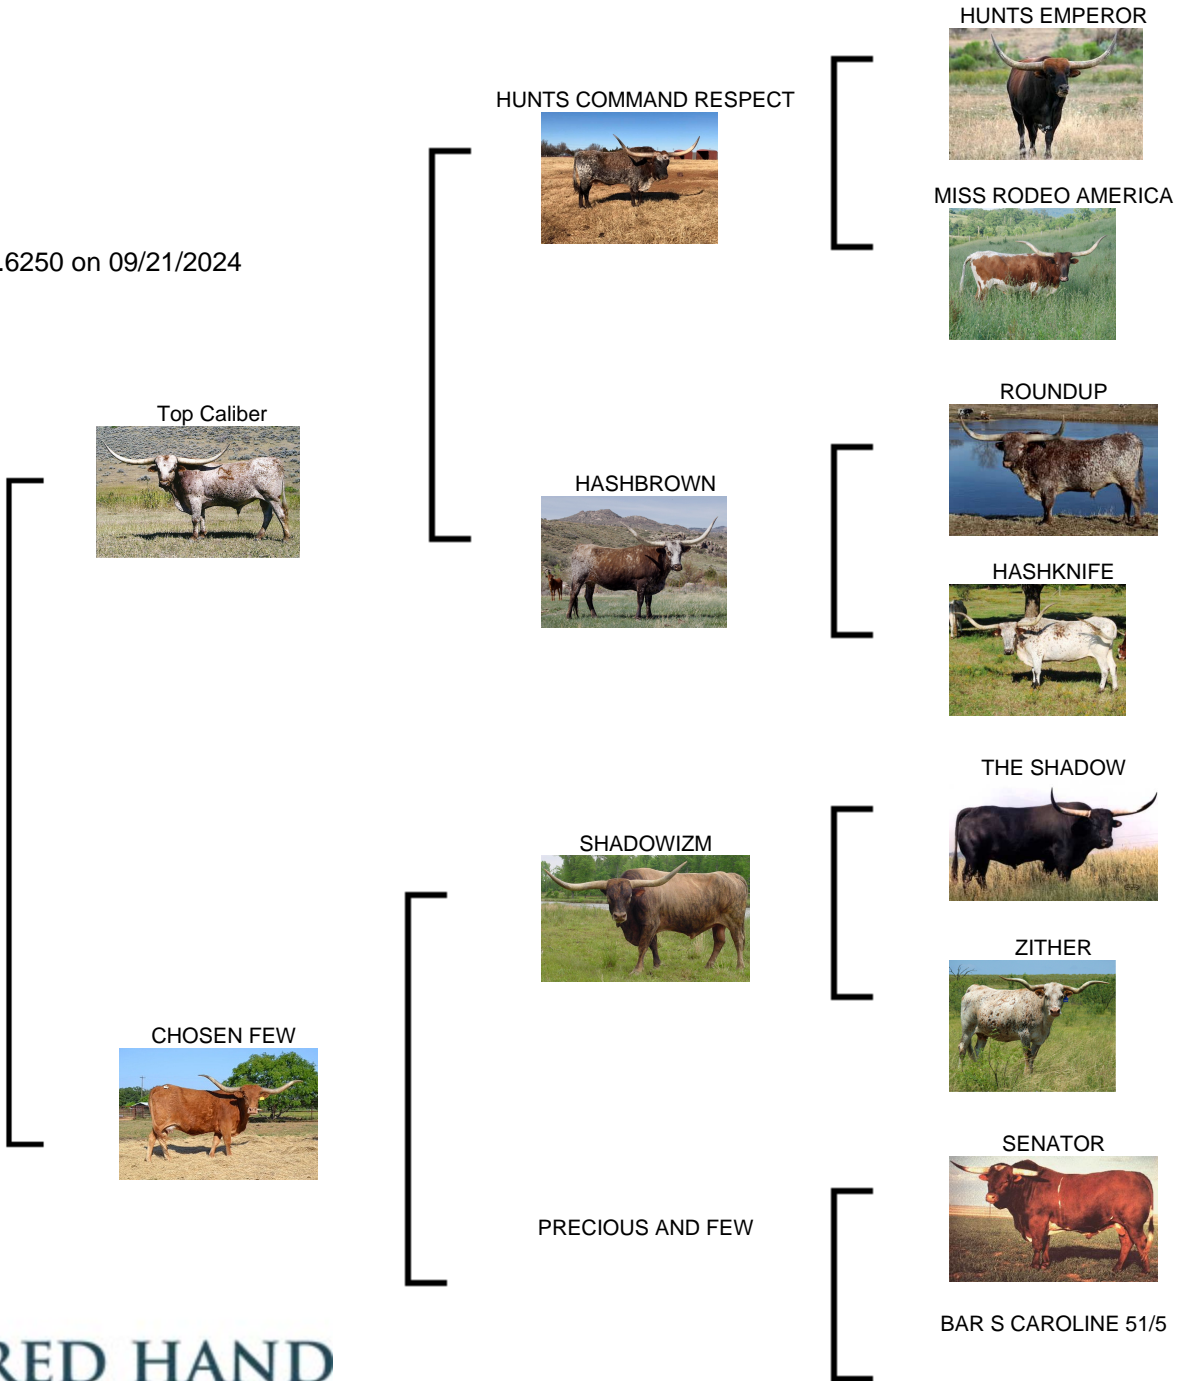 HUNTS EMPEROR
HUNTS COMMAND RESPECT
MISS RODEO AMERICA
.6250 on 09/21/2024
ROUNDUP
Top Caliber
HASHBROWN
HASHKNIFE
THE SHADOW
SHADOWIZM
ZITHER
CHOSEN FEW
SENATOR
PRECIOUS AND FEW
BAR S CAROLINE 51/5
RED HAND